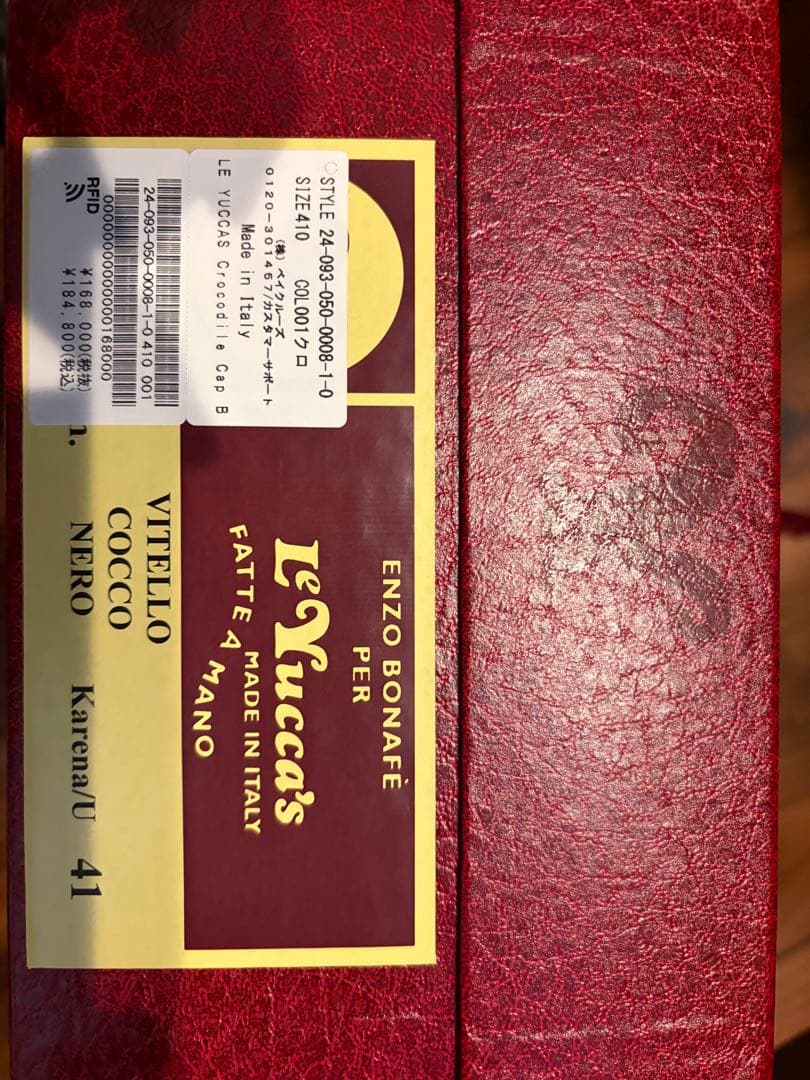 ○STYLE 24-093-050-0008-1-0
SIZE410 COL001クロ
(株) ベイクルーズ
0120-301457/カスタマーサポート
Made in Italy
LE YUCCAS Crocodile Cap B
24-093-050-0008-1-0 410 001
0000000000000168000
RFID
¥168,000(税抜)
¥184,800(税込)
ENZO BONAFÈ
PER
Le Yucca's
MADE IN ITALY
FATTE A MANO
VITELLO
COCCO
n. NERO Karena/U 41